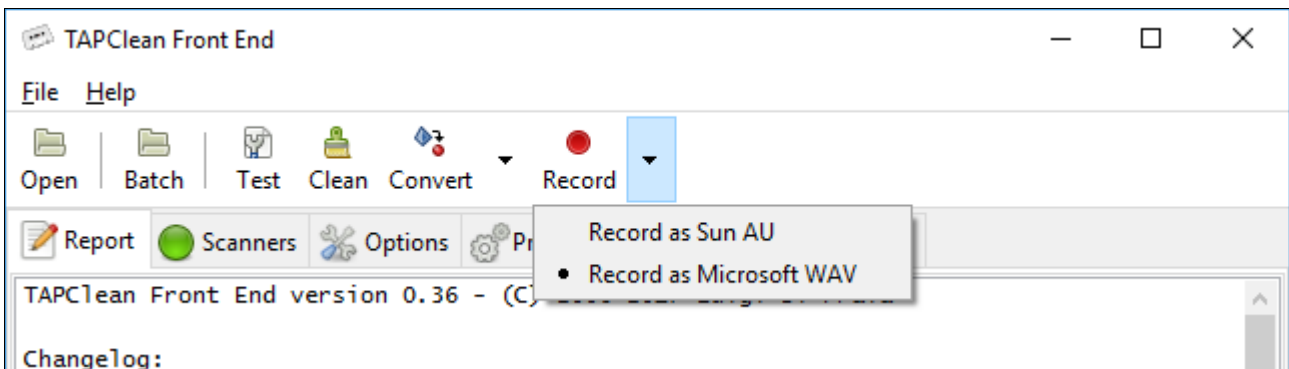 TAPClean Front End
File Help
Open Batch Test Clean Convert Record
Record as Sun AU
Record as Microsoft WAV
Report Scanners Options Pr
TAPClean Front End version 0.36 - (C)
Changelog: